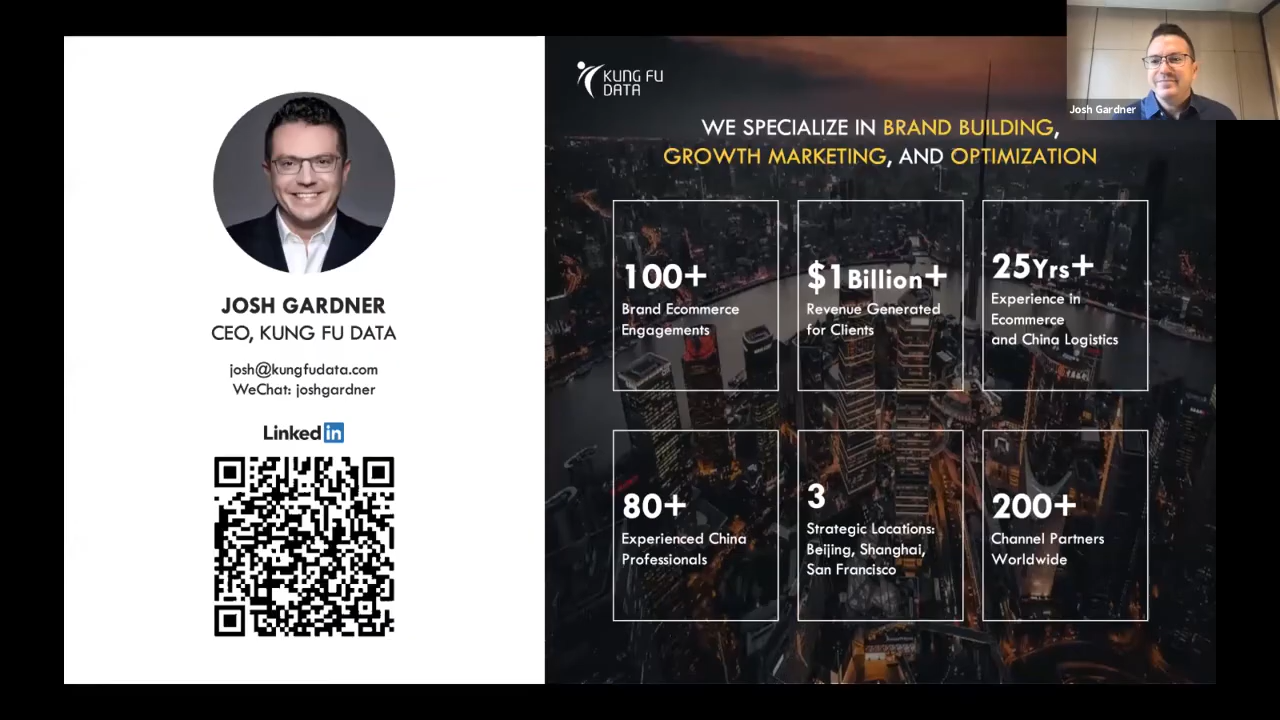 JOSH GARDNER
CEO, KUNG FU DATA
josh@kungfudata.com
WeChat: joshgardner
Linked in
KUNG FU
DATA
WE SPECIALIZE IN BRAND BUILDING,
GROWTH MARKETING, AND OPTIMIZATION
100+
Brand Ecommerce
Engagements
$1Billion+
Revenue Generated
for Clients
25Yrs+
Experience in
Ecommerce
and China Logistics
80+
Experienced China
Professionals
3
Strategic Locations:
Beijing, Shanghai,
San Francisco
200+
Channel Partners
Worldwide
Josh Gardner